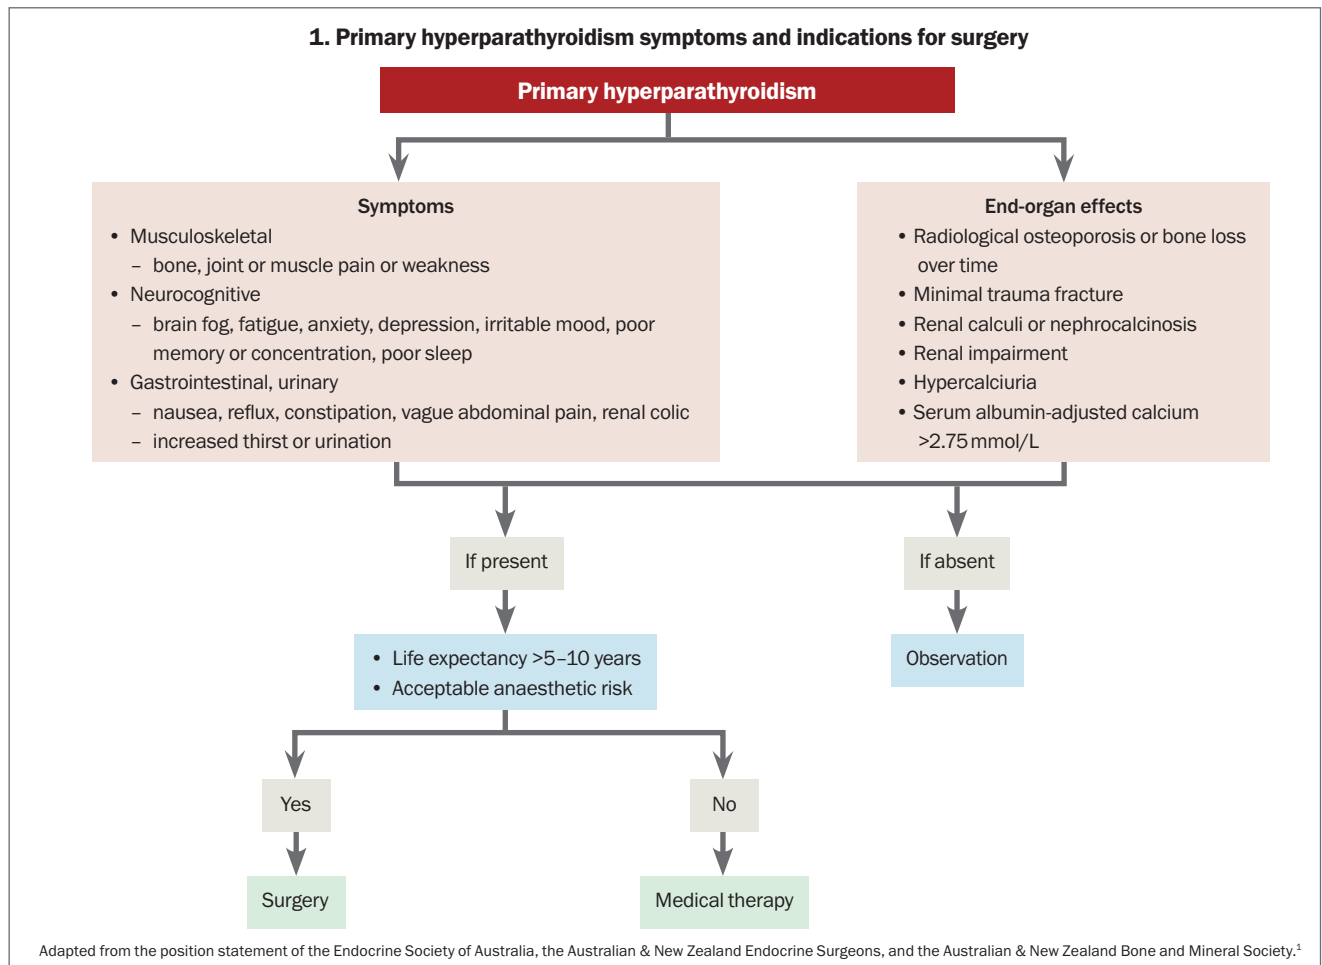 1. Primary hyperparathyroidism symptoms and indications for surgery
Primary hyperparathyroidism
Symptoms
• Musculoskeletal
– bone, joint or muscle pain or weakness
• Neurocognitive
– brain fog, fatigue, anxiety, depression, irritable mood, poor
memory or concentration, poor sleep
• Gastrointestinal, urinary
– nausea, reflux, constipation, vague abdominal pain, renal colic
– increased thirst or urination
End-organ effects
• Radiological osteoporosis or bone loss
over time
• Minimal trauma fracture
• Renal calculi or nephrocalcinosis
• Renal impairment
• Hypercalciuria
• Serum albumin-adjusted calcium
>2.75 mmol/L
If present
If absent
• Life expectancy >5–10 years
• Acceptable anaesthetic risk
Observation
Yes
No
Surgery
Medical therapy
Adapted from the position statement of the Endocrine Society of Australia, the Australian & New Zealand Endocrine Surgeons, and the Australian & New Zealand Bone and Mineral Society.¹